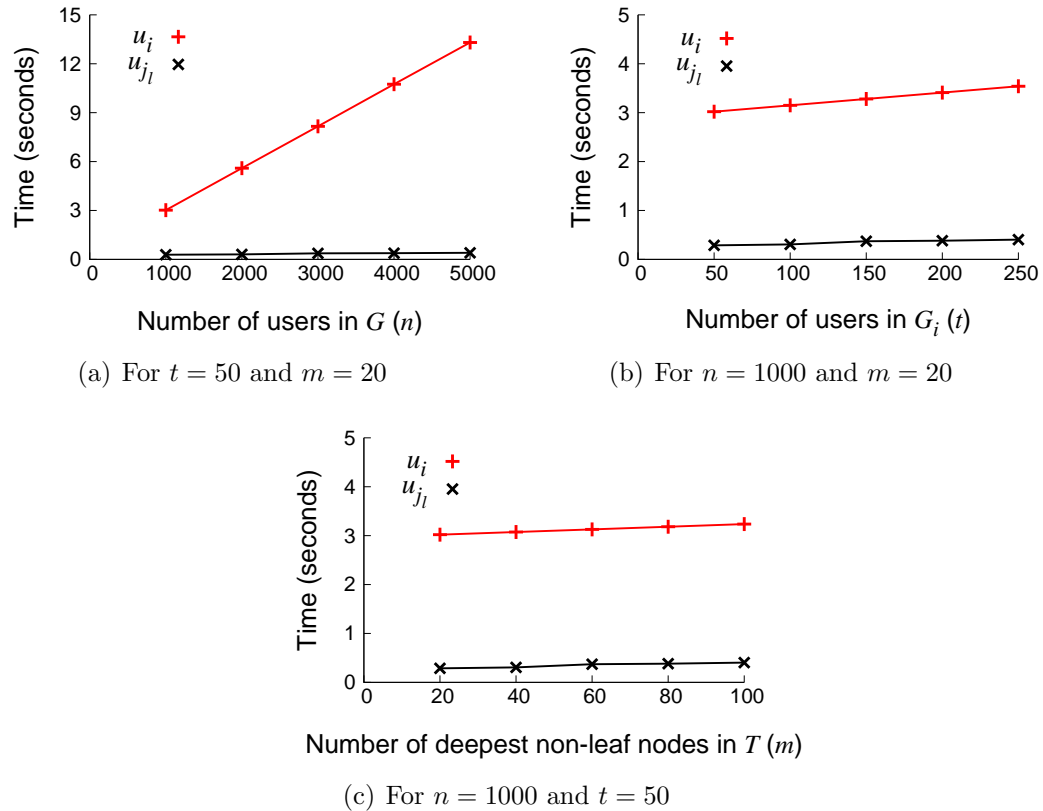 15
12
9
6
3
0
0
1000
2000
3000
4000
5000
Time (seconds)
Number of users in G (n)
u_i
u_{j_l}
(a) For t = 50 and m = 20
5
4
3
2
1
0
0
50
100
150
200
250
Time (seconds)
Number of users in G_i (t)
u_i
u_{j_l}
(b) For n = 1000 and m = 20
5
4
3
2
1
0
0
20
40
60
80
100
Time (seconds)
Number of deepest non-leaf nodes in T (m)
u_i
u_{j_l}
(c) For n = 1000 and t = 50